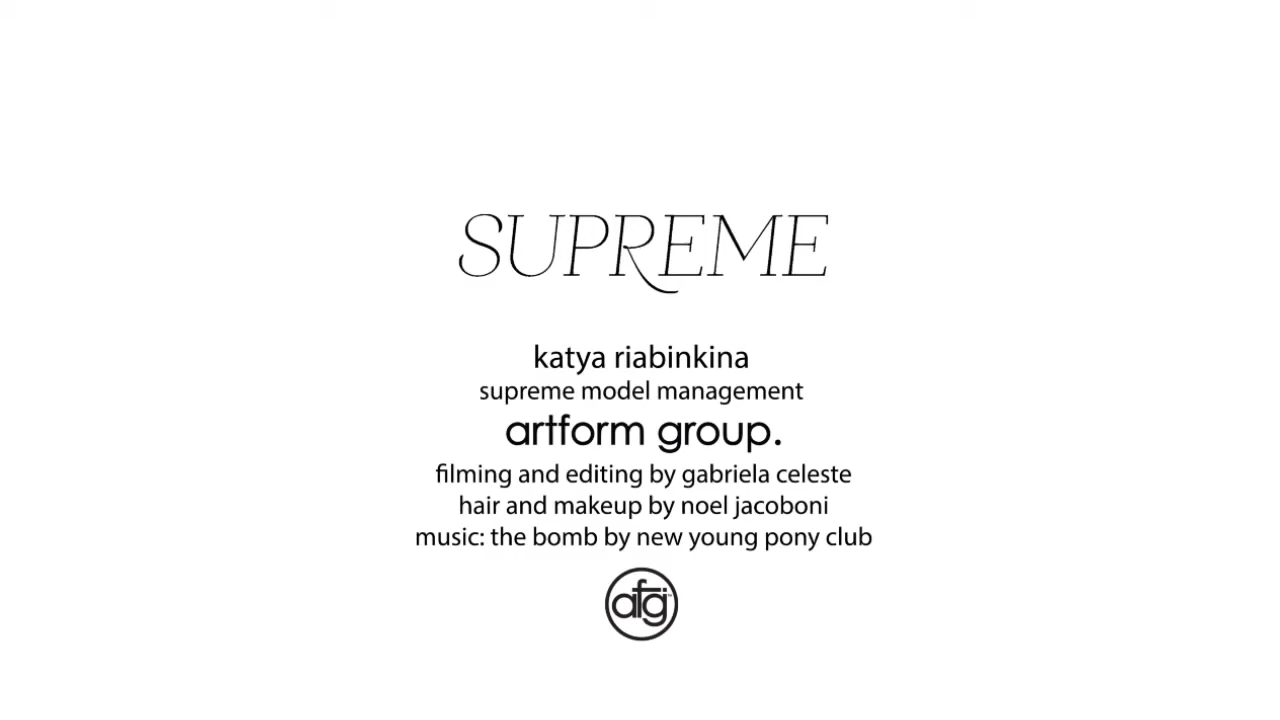 SUPREME
katya riabinkina
supreme model management
artform group.
filming and editing by gabriela celeste
hair and makeup by noel jacoboni
music: the bomb by new young pony club
afg